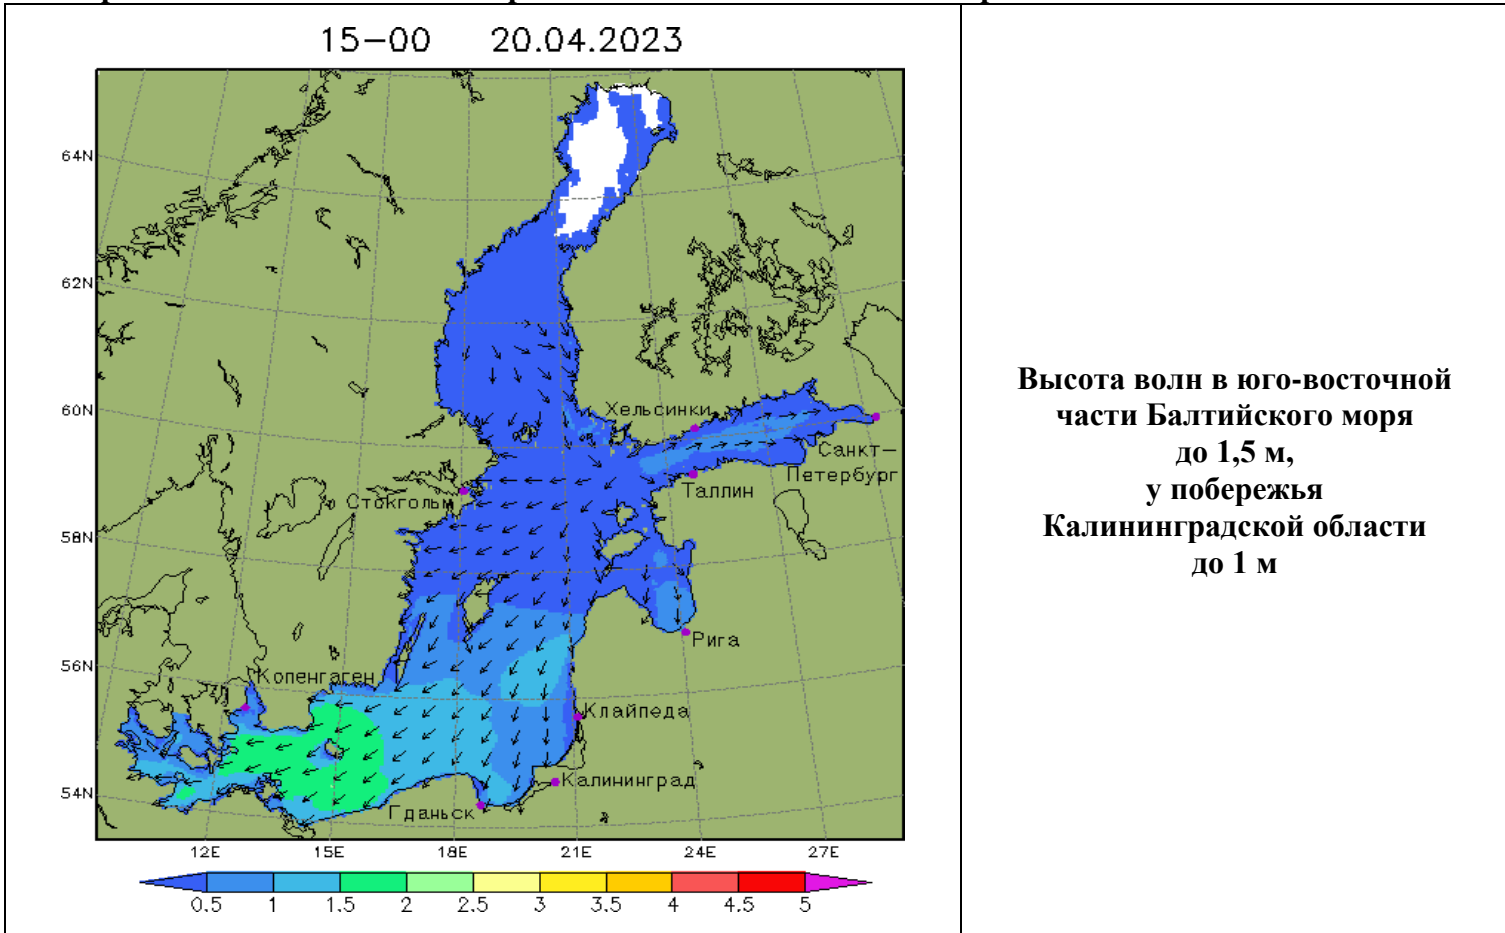 15-00 20.04.2023
64N
62N
60N
58N
56N
54N
Хельсинки
Санкт-
Петербург
Таллин
Стокгольм
Рига
Копенгаген
Клайпеда
Калининград
Гданьск
12E 15E 18E 21E 24E 27E
0.5 1 1.5 2 2.5 3 3.5 4 4.5 5
Высота волн в юго-восточной
части Балтийского моря
до 1,5 м,
у побережья
Калининградской области
до 1 м